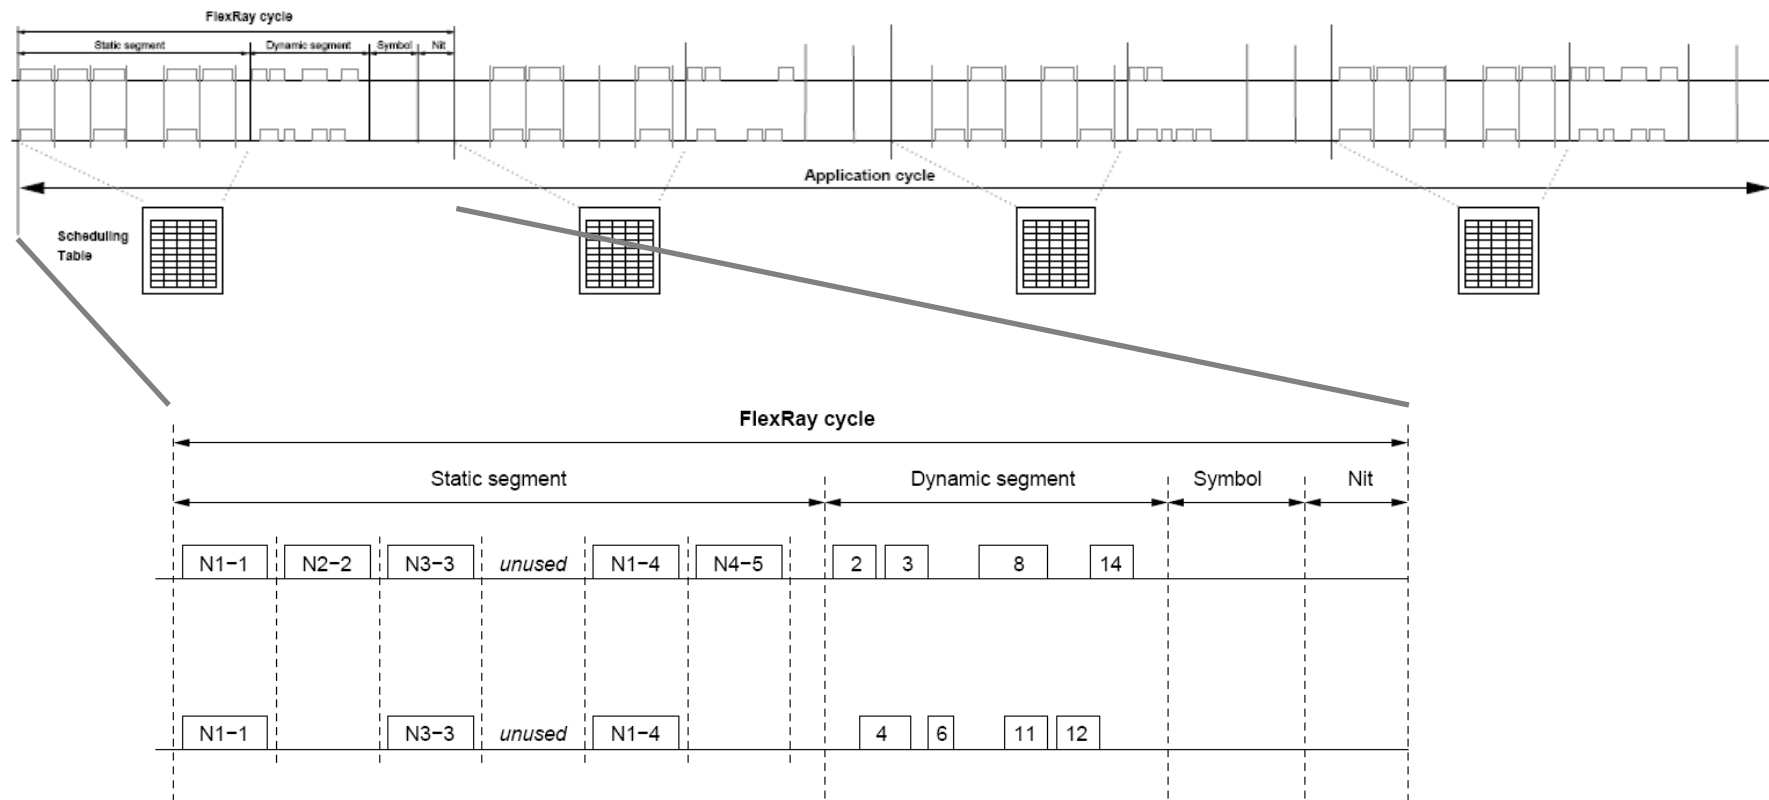 FlexRay cycle
Static segment Dynamic segment Symbol Nit
Application cycle
Scheduling
Table
FlexRay cycle
Static segment Dynamic segment Symbol Nit
N1−1 N2−2 N3−3 unused N1−4 N4−5 2 3 8 14
N1−1 N3−3 unused N1−4 4 6 11 12